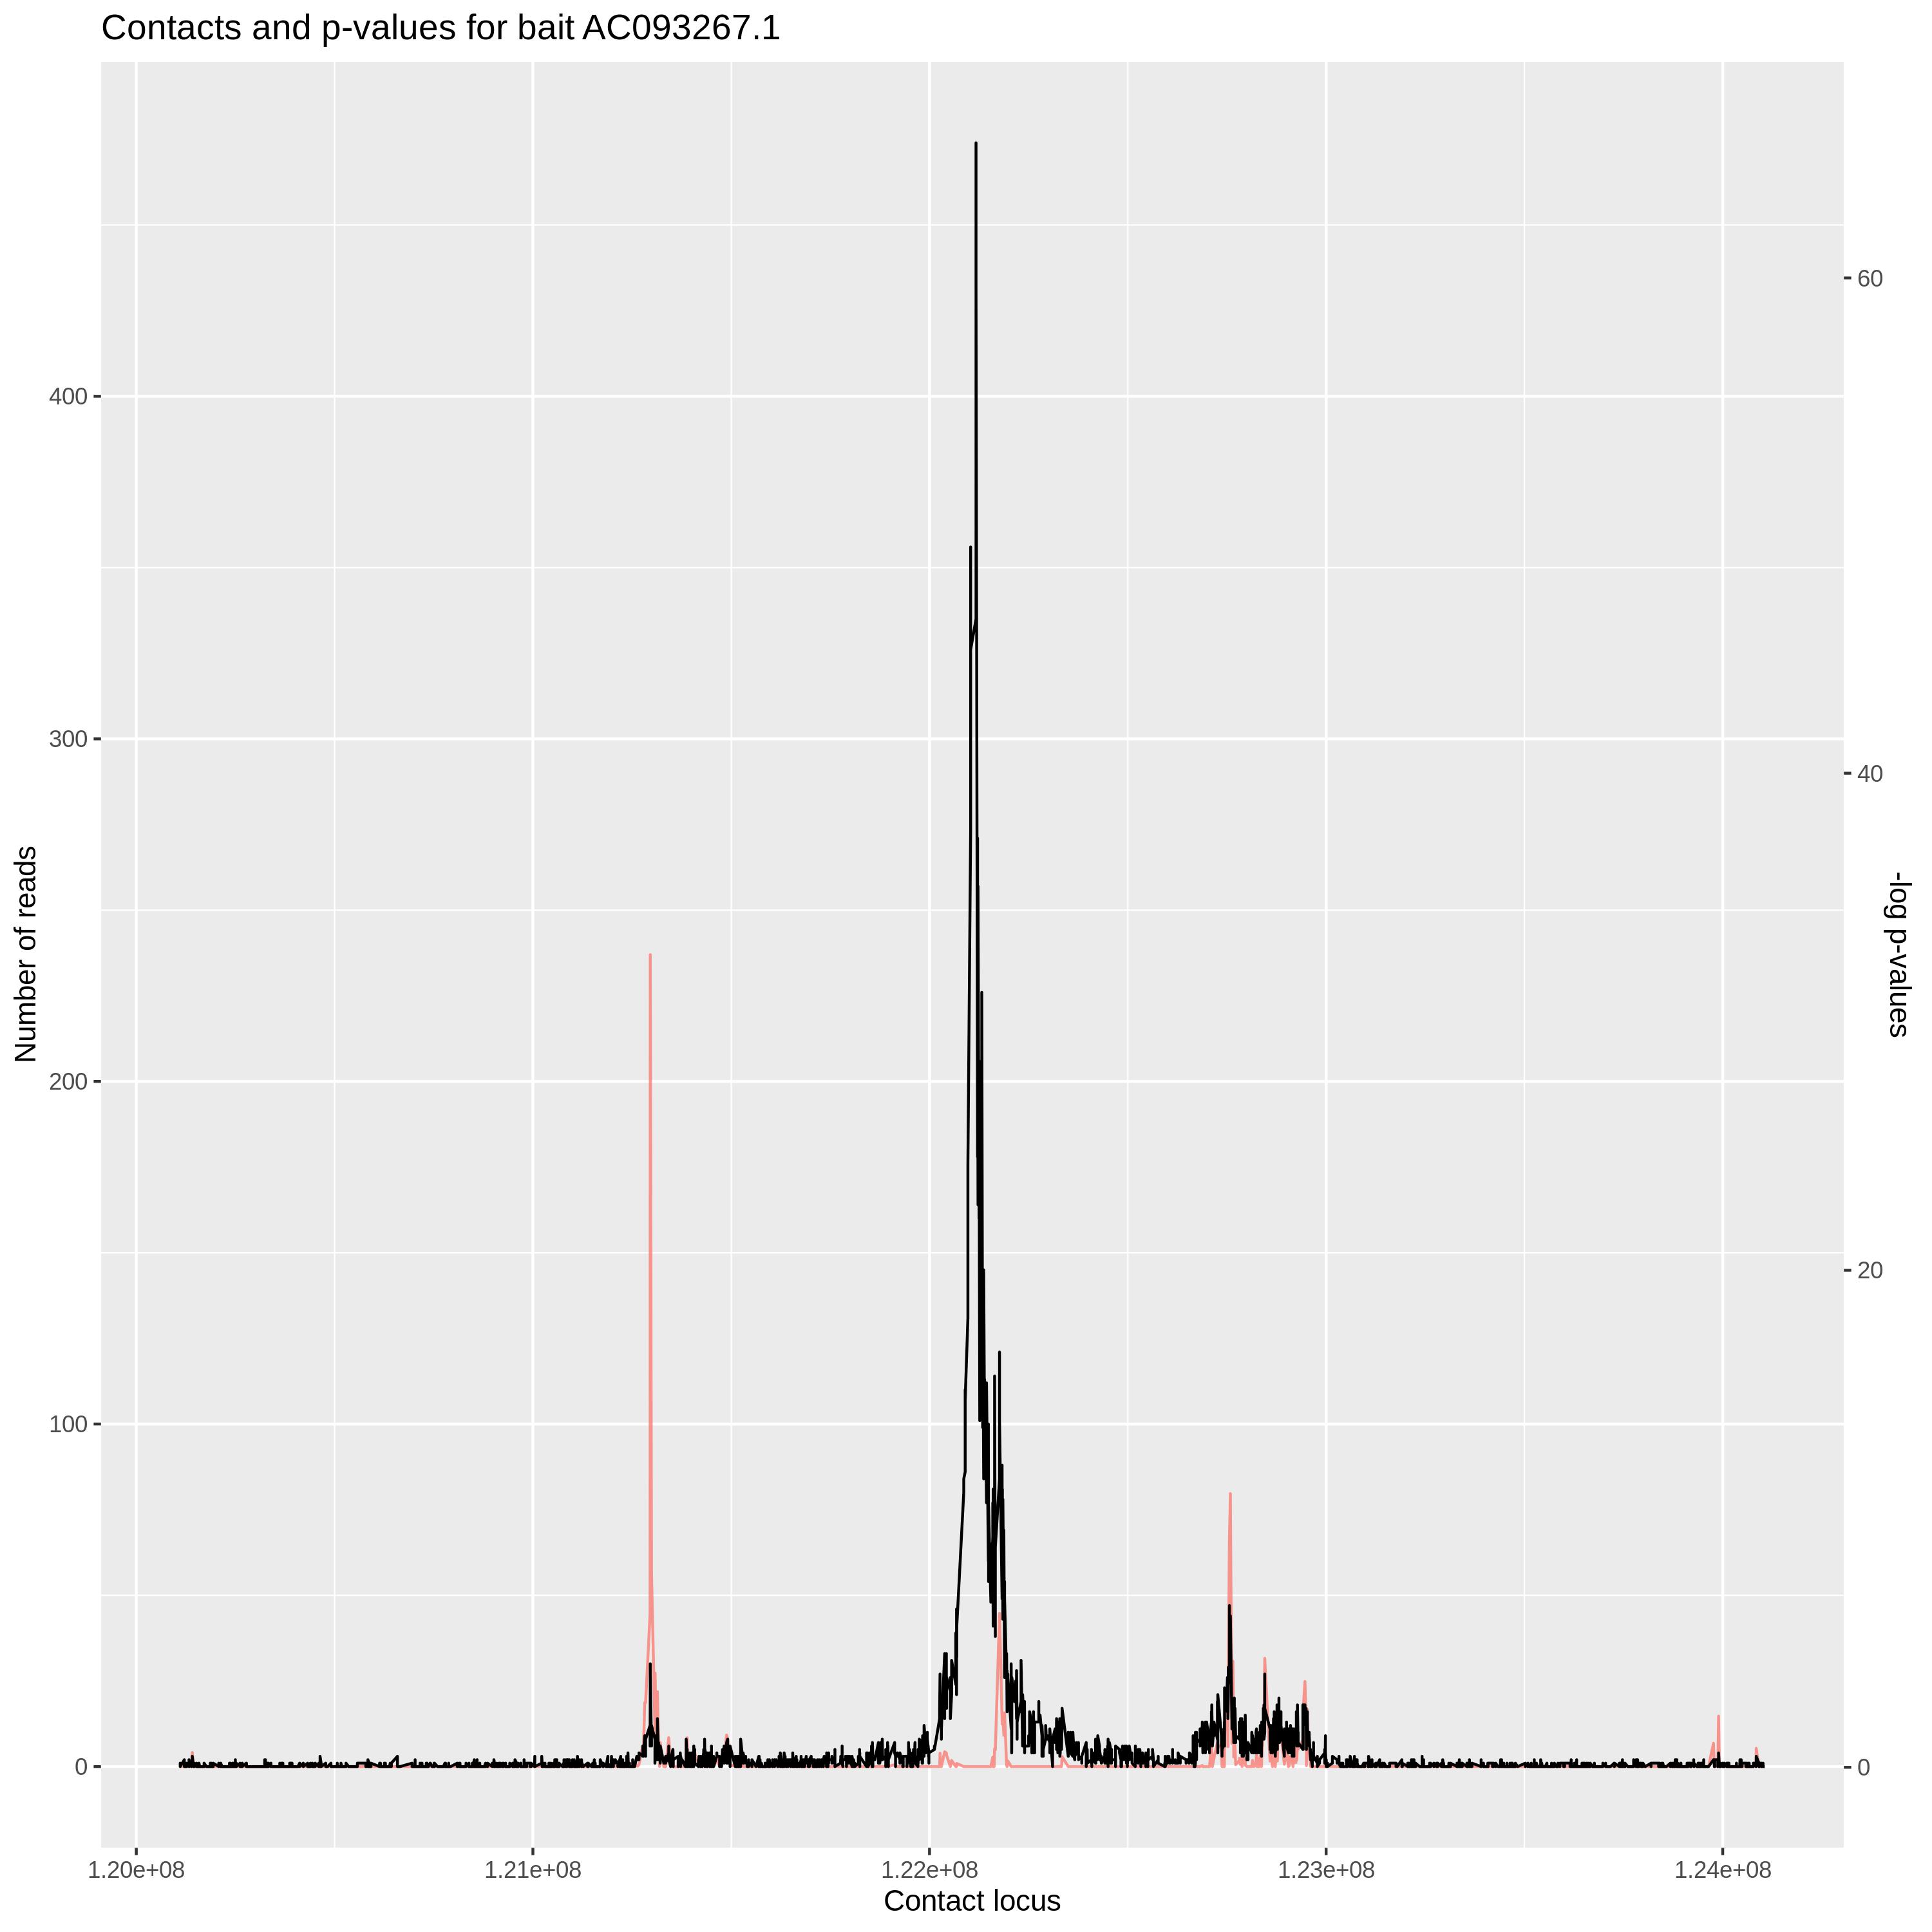 Contacts and p-values for bait AC093267.1
400
300
200
100
0
Number of reads
60
40
20
0
-log p-values
1.20e+08 1.21e+08 1.22e+08 1.23e+08 1.24e+08
Contact locus